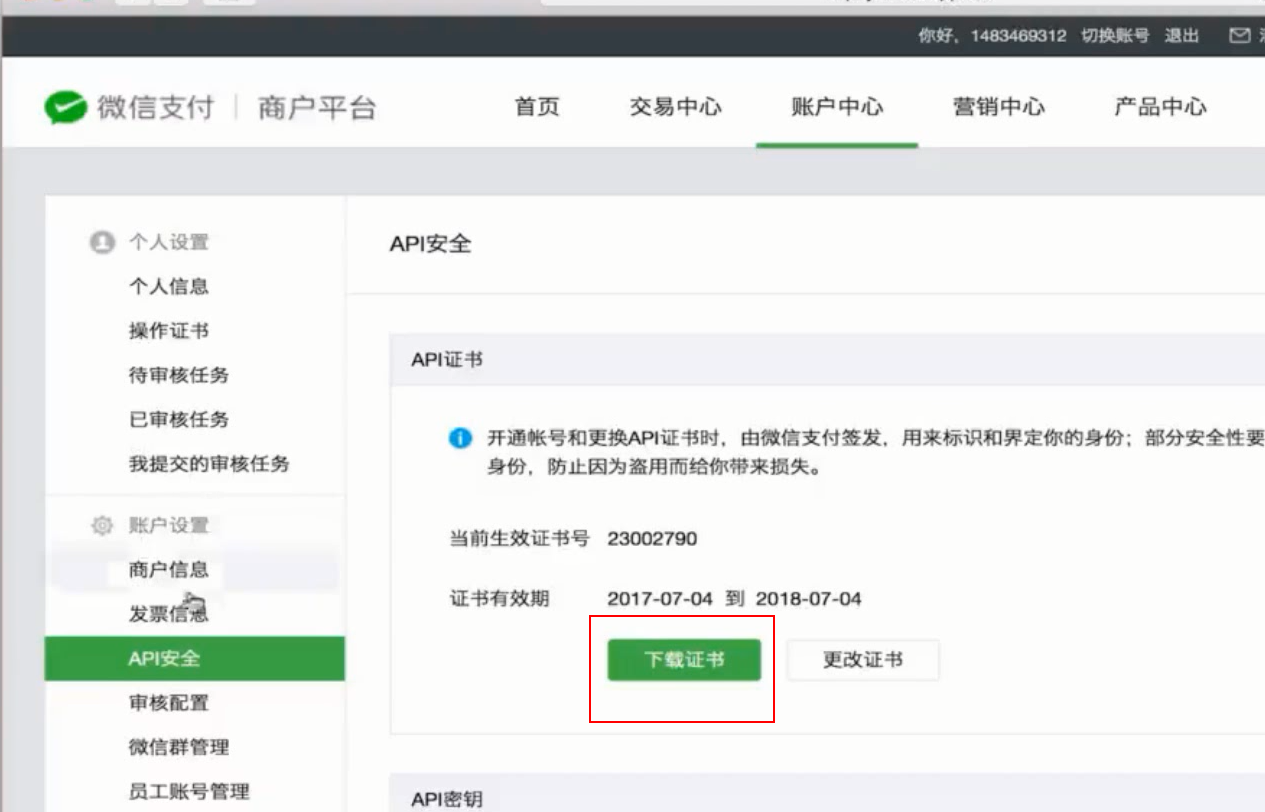 你好，1483469312 切换账号 退出
微信支付 | 商户平台
首页 交易中心 账户中心 营销中心 产品中心
个人设置
个人信息
操作证书
待审核任务
已审核任务
我提交的审核任务
账户设置
商户信息
发票信息
API安全
审核配置
微信群管理
员工账号管理
API安全
API证书
开通帐号和更换API证书时，由微信支付签发，用来标识和界定你的身份；部分安全性要
身份，防止因为盗用而给你带来损失。
当前生效证书号 23002790
证书有效期 2017-07-04 到 2018-07-04
下载证书 更改证书
API密钥